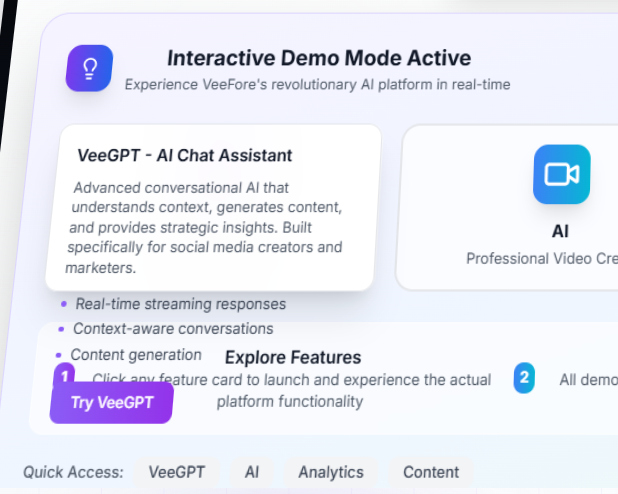 Interactive Demo Mode Active
Experience VeeFore's revolutionary AI platform in real-time
VeeGPT - AI Chat Assistant
Advanced conversational AI that
understands context, generates content,
and provides strategic insights. Built
specifically for social media creators and
marketers.
AI
Professional Video Cre
• Real-time streaming responses
• Context-aware conversations
• Content generation
Explore Features
1 Click any feature card to launch and experience the actual
platform functionality
2 All demo
Try VeeGPT
Quick Access: VeeGPT AI Analytics Content